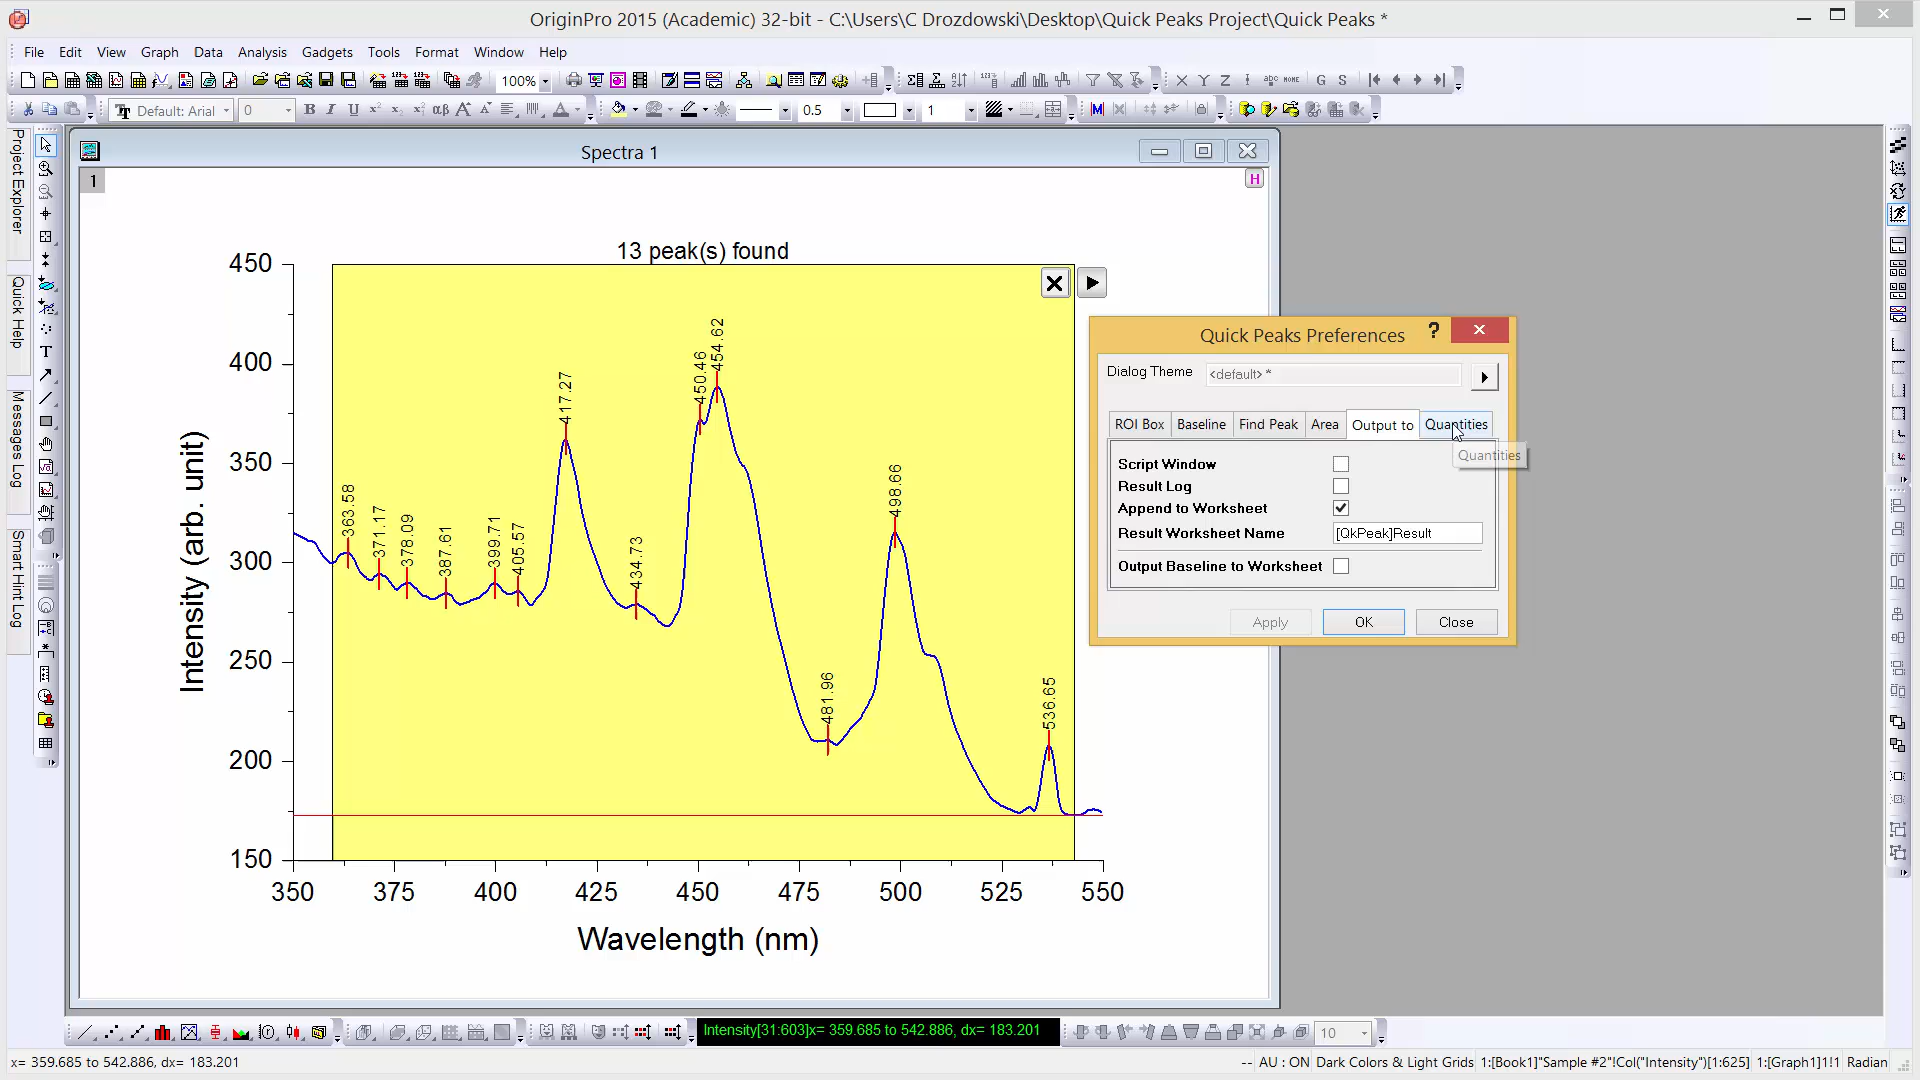 OriginPro 2015 (Academic) 32-bit - C:\Users\C Drozdowski\Desktop\Quick Peaks Project\Quick Peaks *
File Edit View Graph Data Analysis Gadgets Tools Format Window Help
100%
Default: Arial 0 B I U αβ A A 0.5 1
Project Explorer
Quick Help
Messages Log
Smart Hint Log
Spectra 1
1
H
13 peak(s) found
450
400
350
300
250
200
150
Intensity (arb. unit)
363.58
371.17
378.09
387.61
399.71
405.57
417.27
434.73
450.46
454.62
481.96
498.66
536.65
350 375 400 425 450 475 500 525 550
Wavelength (nm)
Quick Peaks Preferences ?
Dialog Theme <default> *
ROI Box Baseline Find Peak Area Output to Quantities
Quantities
Script Window
Result Log
Append to Worksheet
Result Worksheet Name [QkPeak]Result
Output Baseline to Worksheet
Apply OK Close
Intensity[31:603]x= 359.685 to 542.886, dx= 183.201
10
x= 359.685 to 542.886, dx= 183.201
-- AU : ON Dark Colors & Light Grids 1:[Book1]"Sample #2"!Col("Intensity")[1:625] 1:[Graph1]1!1 Radian